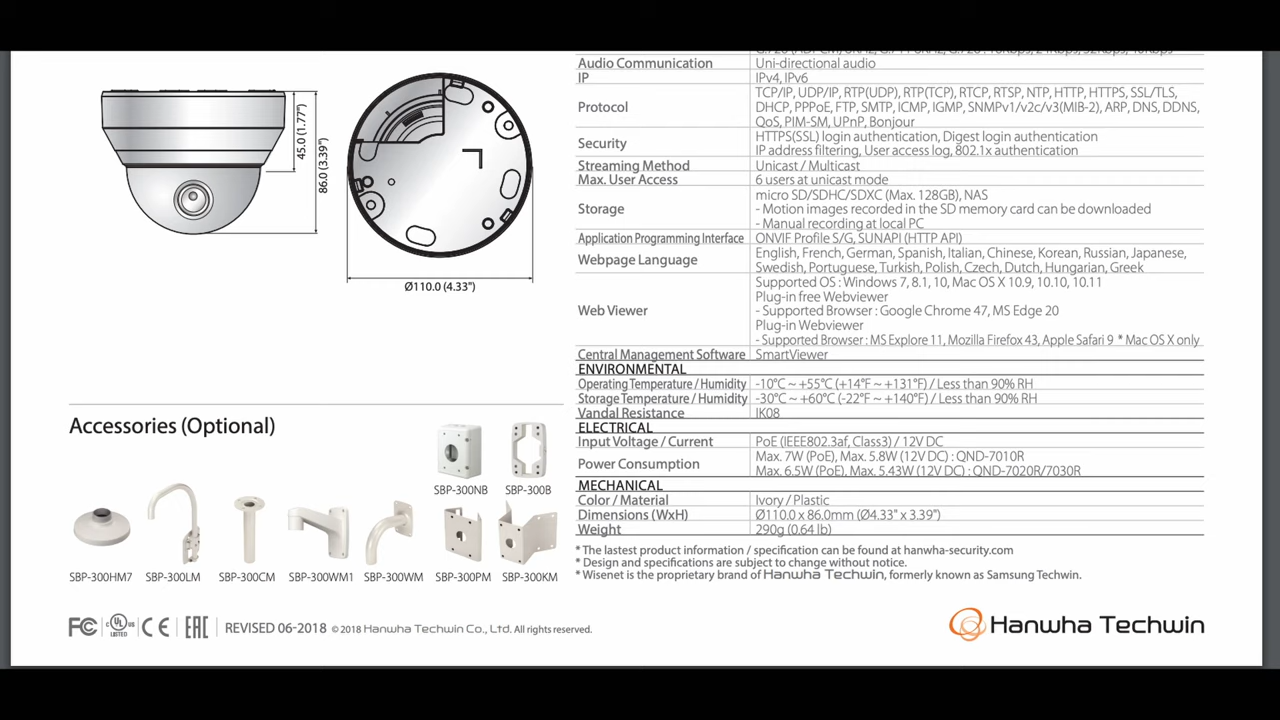 45.0 (1.77")
86.0 (3.39")
Ø110.0 (4.33")
Accessories (Optional)
SBP-300NB
SBP-300B
SBP-300HM7
SBP-300LM
SBP-300CM
SBP-300WM1
SBP-300WM
SBP-300PM
SBP-300KM
FC
c UL US LISTED
CE
EAC
REVISED 06-2018 © 2018 Hanwha Techwin Co., Ltd. All rights reserved.
Audio Communication Uni-directional audio
IP IPv4, IPv6
Protocol TCP/IP, UDP/IP, RTP(UDP), RTP(TCP), RTCP, RTSP, NTP, HTTP, HTTPS, SSL/TLS,
DHCP, PPPoE, FTP, SMTP, ICMP, IGMP, SNMPv1/v2c/v3(MIB-2), ARP, DNS, DDNS,
QoS, PIM-SM, UPnP, Bonjour
Security HTTPS(SSL) login authentication, Digest login authentication
IP address filtering, User access log, 802.1x authentication
Streaming Method Unicast / Multicast
Max. User Access 6 users at unicast mode
Storage micro SD/SDHC/SDXC (Max. 128GB), NAS
- Motion images recorded in the SD memory card can be downloaded
- Manual recording at local PC
Application Programming Interface ONVIF Profile S/G, SUNAPI (HTTP API)
Webpage Language English, French, German, Spanish, Italian, Chinese, Korean, Russian, Japanese,
Swedish, Portuguese, Turkish, Polish, Czech, Dutch, Hungarian, Greek
Web Viewer Supported OS : Windows 7, 8.1, 10, Mac OS X 10.9, 10.10, 10.11
Plug-in free Webviewer
- Supported Browser : Google Chrome 47, MS Edge 20
Plug-in Webviewer
- Supported Browser : MS Explore 11, Mozilla Firefox 43, Apple Safari 9 * Mac OS X only
Central Management Software SmartViewer
ENVIRONMENTAL
Operating Temperature / Humidity -10°C ~ +55°C (+14°F ~ +131°F) / Less than 90% RH
Storage Temperature / Humidity -30°C ~ +60°C (-22°F ~ +140°F) / Less than 90% RH
Vandal Resistance IK08
ELECTRICAL
Input Voltage / Current PoE (IEEE802.3af, Class3) / 12V DC
Power Consumption Max. 7W (PoE), Max. 5.8W (12V DC) : QND-7010R
Max. 6.5W (PoE), Max. 5.43W (12V DC) : QND-7020R/7030R
MECHANICAL
Color / Material Ivory / Plastic
Dimensions (WxH) Ø110.0 x 86.0mm (Ø4.33" x 3.39")
Weight 290g (0.64 lb)
* The lastest product information / specification can be found at hanwha-security.com
* Design and specifications are subject to change without notice.
* Wisenet is the proprietary brand of Hanwha Techwin, formerly known as Samsung Techwin.
Hanwha Techwin